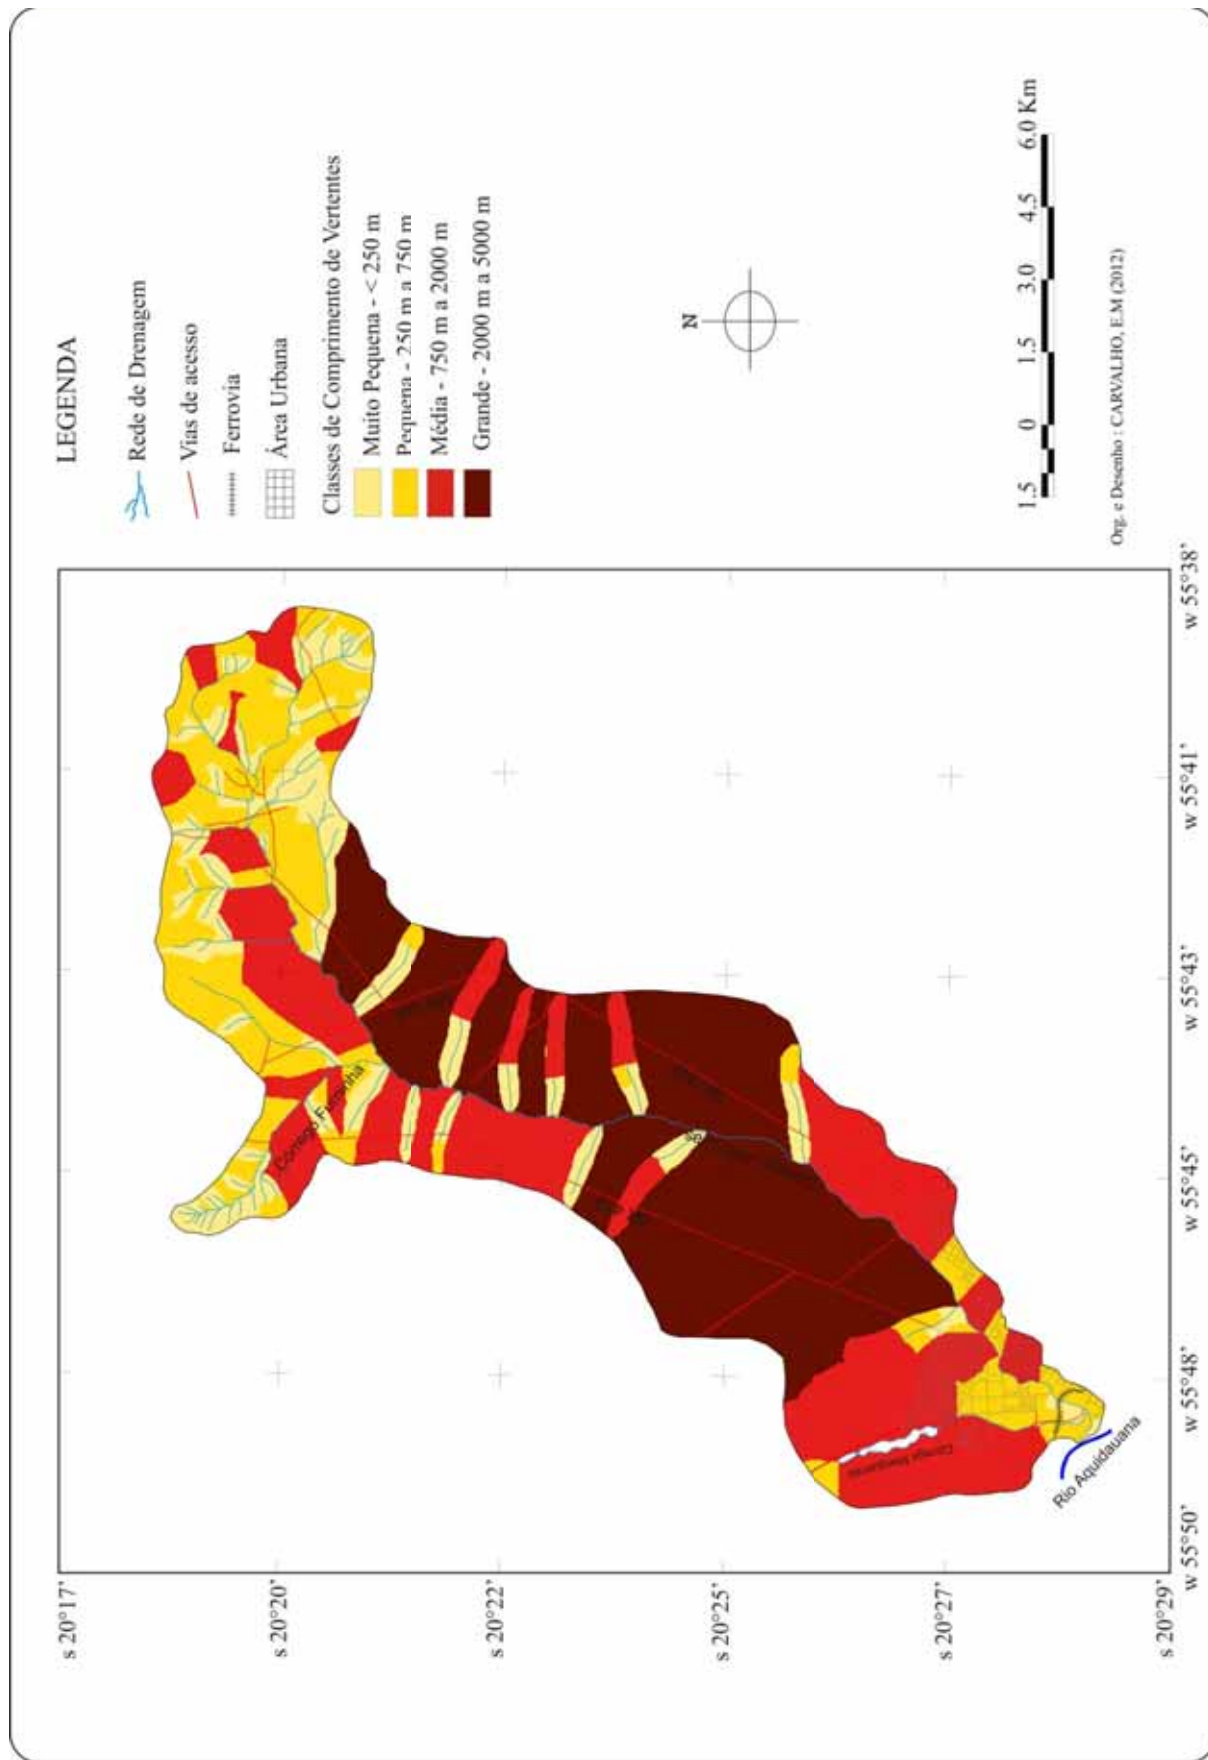 LEGENDA
Rede de Drenagem
Vias de acesso
Ferrovia
Área Urbana
Classes de Comprimento de Vertentes
Muito Pequena - < 250 m
Pequena - 250 m a 750 m
Média - 750 m a 2000 m
Grande - 2000 m a 5000 m
N
1.5 0 1.5 3.0 4.5 6.0 Km
Org. e Desenho : CARVALHO, E.M (2012)
s 20°17'
s 20°20'
s 20°22'
s 20°25'
s 20°27'
s 20°29'
w 55°50' w 55°48' w 55°45' w 55°43' w 55°41' w 55°38'
Córrego
Rio Aquidauana